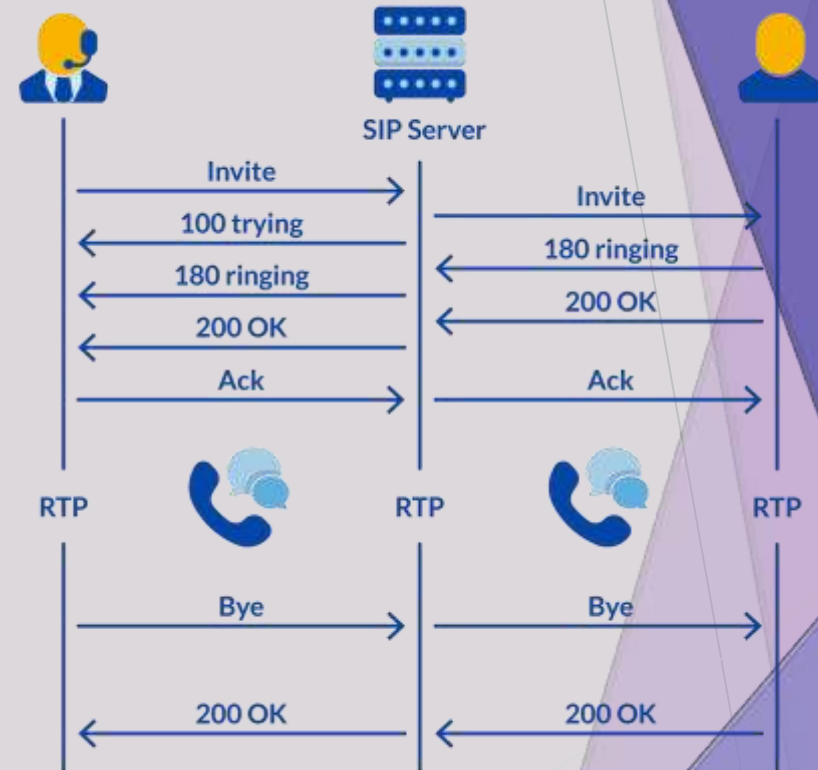 SIP Server
Invite
Invite
100 trying
180 ringing
180 ringing
200 OK
200 OK
Ack
Ack
RTP
RTP
RTP
Bye
Bye
200 OK
200 OK